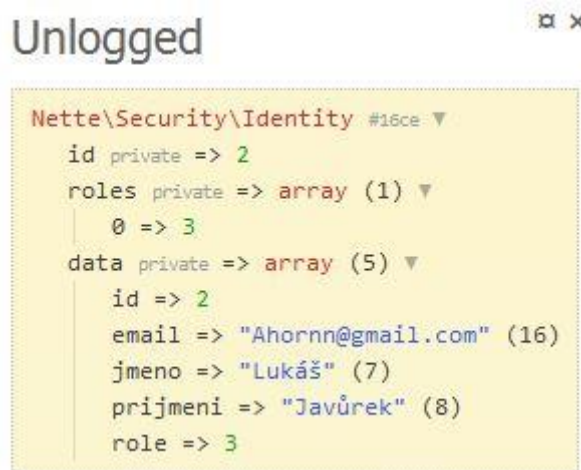 Unlogged ¤ ×
Nette\Security\Identity #16ce ▼
id private => 2
roles private => array (1) ▼
0 => 3
data private => array (5) ▼
id => 2
email => "Ahornn@gmail.com" (16)
jmeno => "Lukáš" (7)
prijmeni => "Javůrek" (8)
role => 3